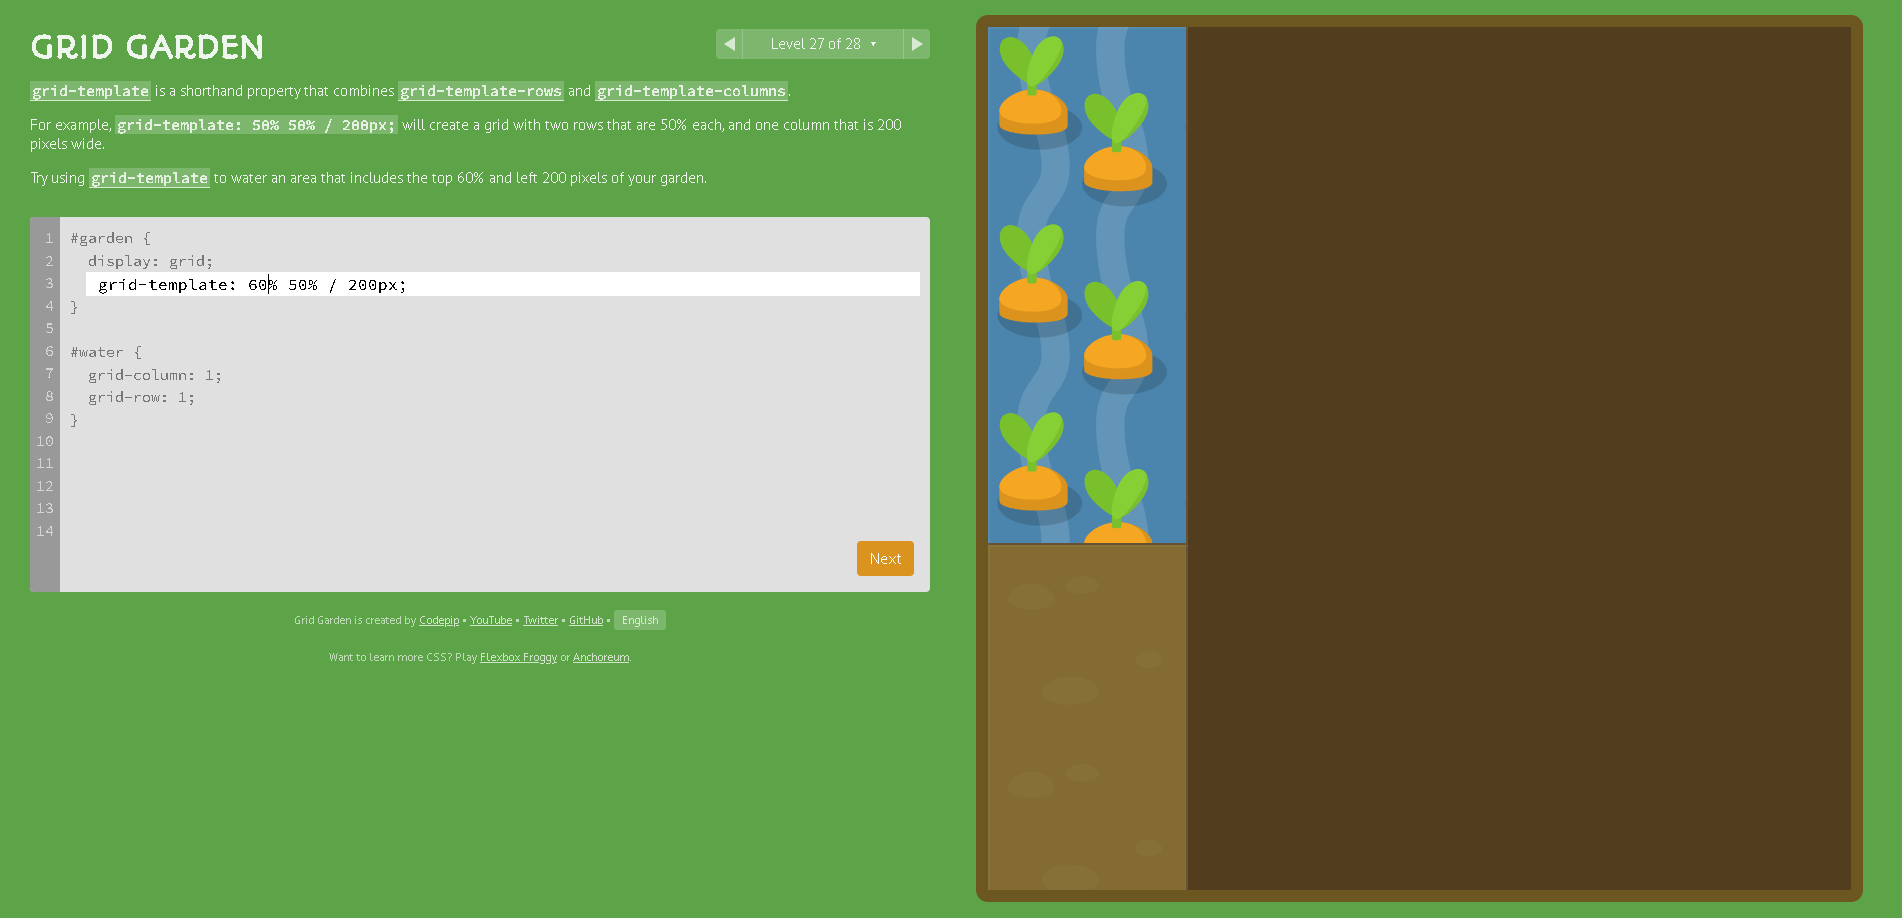 GRID GARDEN
Level 27 of 28 ▾
grid-template is a shorthand property that combines grid-template-rows and grid-template-columns.
For example, grid-template: 50% 50% / 200px; will create a grid with two rows that are 50% each, and one column that is 200
pixels wide.
Try using grid-template to water an area that includes the top 60% and left 200 pixels of your garden.
1 #garden {
2 display: grid;
3 grid-template: 60% 50% / 200px;
4 }
5
6 #water {
7 grid-column: 1;
8 grid-row: 1;
9 }
10
11
12
13
14
Next
Grid Garden is created by Codepip • YouTube • Twitter • GitHub • English
Want to learn more CSS? Play Flexbox Froggy or Anchoreum.